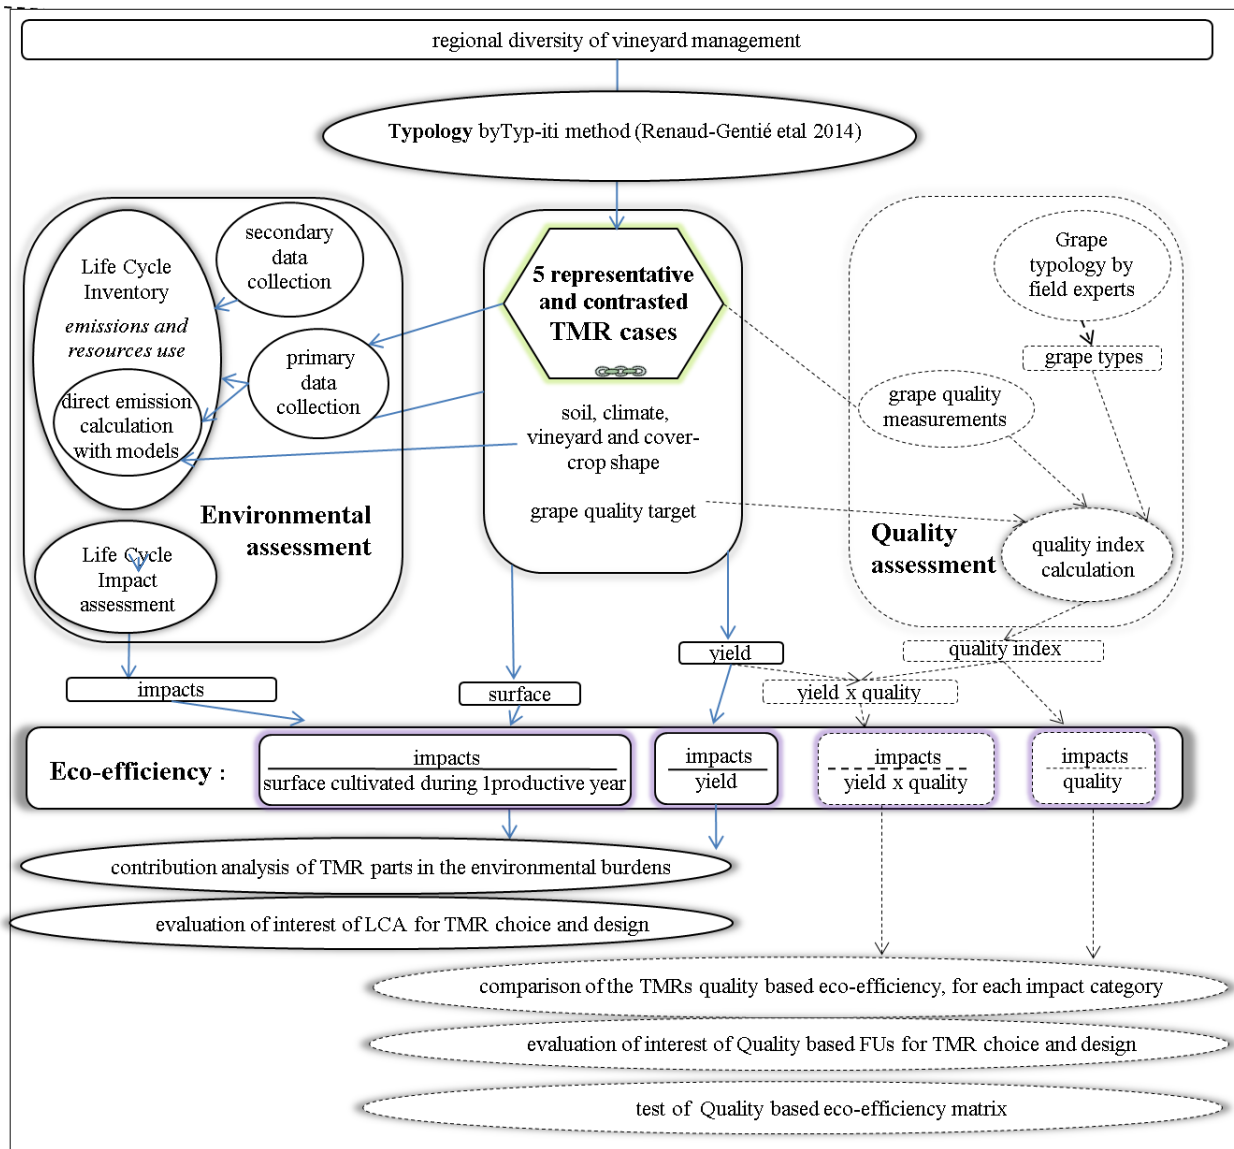 regional diversity of vineyard management
Typology byTyp-iti method (Renaud-Gentié etal 2014)
Life Cycle
Inventory
emissions and
resources use
direct emission
calculation
with models
secondary
data
collection
primary
data
collection
Environmental
assessment
Life Cycle
Impact
assessment
5 representative
and contrasted
TMR cases
soil, climate,
vineyard and cover-
crop shape
grape quality target
Grape
typology by
field experts
grape types
grape quality
measurements
Quality
assessment
quality index
calculation
impacts
surface
yield
quality index
yield x quality
Eco-efficiency :
impacts
surface cultivated during 1productive year
impacts
yield
impacts
yield x quality
impacts
quality
contribution analysis of TMR parts in the environmental burdens
evaluation of interest of LCA for TMR choice and design
comparison of the TMRs quality based eco-efficiency, for each impact category
evaluation of interest of Quality based FUs for TMR choice and design
test of Quality based eco-efficiency matrix